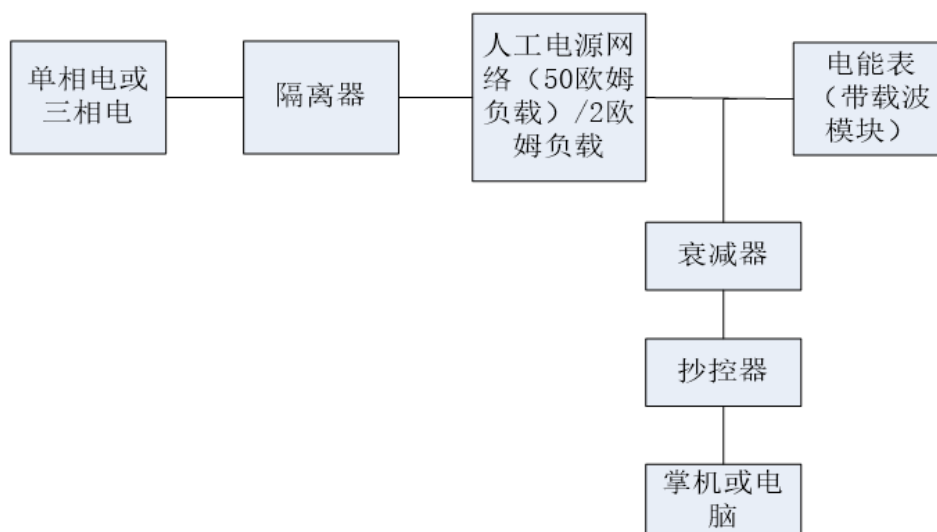 单相电或
三相电
隔离器
人工电源网
络（50欧姆
负载）/2欧
姆负载
电能表
（带载波
模块）
衰减器
抄控器
掌机或电
脑